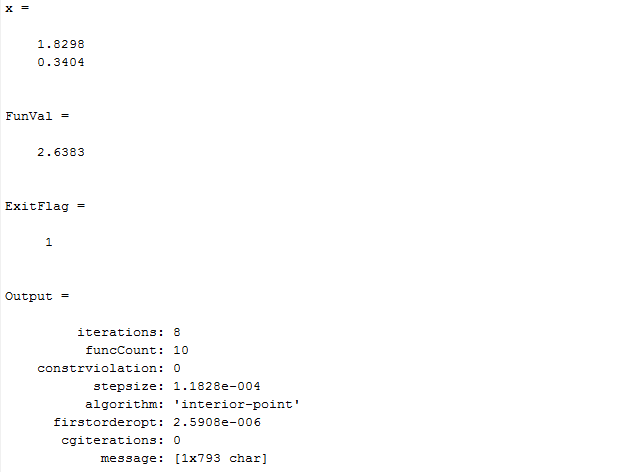 x =
1.8298
0.3404
FunVal =
2.6383
ExitFlag =
1
Output =
iterations: 8
funcCount: 10
constrviolation: 0
stepsize: 1.1828e-004
algorithm: 'interior-point'
firstorderopt: 2.5908e-006
cgiterations: 0
message: [1x793 char]